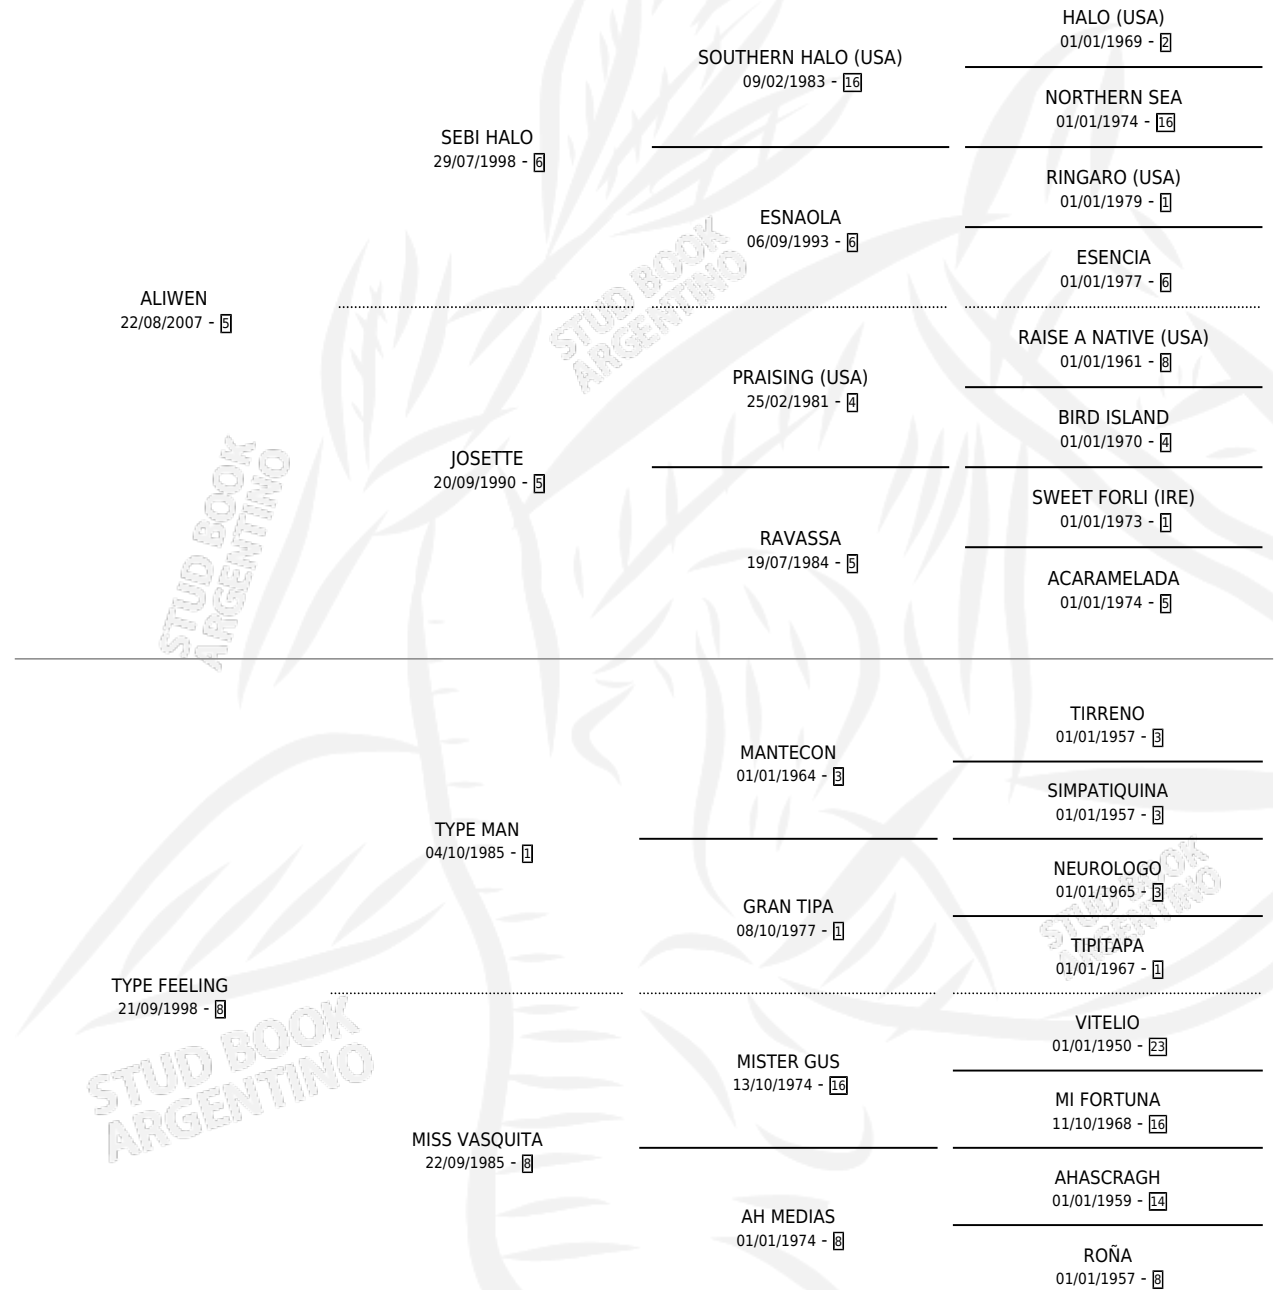 HALO (USA)
01/01/1969 - 2
SOUTHERN HALO (USA)
09/02/1983 - 16
NORTHERN SEA
01/01/1974 - 16
SEBI HALO
29/07/1998 - 6
RINGARO (USA)
01/01/1979 - 1
ESNAOLA
06/09/1993 - 6
ESENCIA
01/01/1977 - 6
ALIWEN
22/08/2007 - 5
RAISE A NATIVE (USA)
01/01/1961 - 8
PRAISING (USA)
25/02/1981 - 4
BIRD ISLAND
01/01/1970 - 4
JOSETTE
20/09/1990 - 5
SWEET FORLI (IRE)
01/01/1973 - 1
RAVASSA
19/07/1984 - 5
ACARAMELADA
01/01/1974 - 5
TIRRENO
01/01/1957 - 3
MANTECON
01/01/1964 - 3
SIMPATIQUINA
01/01/1957 - 3
TYPE MAN
04/10/1985 - 1
NEUROLOGO
01/01/1965 - 3
GRAN TIPA
08/10/1977 - 1
TIPITAPA
01/01/1967 - 1
TYPE FEELING
21/09/1998 - 8
VITELIO
01/01/1950 - 23
MISTER GUS
13/10/1974 - 16
MI FORTUNA
11/10/1968 - 16
MISS VASQUITA
22/09/1985 - 8
AHASCRAGH
01/01/1959 - 14
AH MEDIAS
01/01/1974 - 8
ROÑA
01/01/1957 - 8
STUD BOOK
ARGENTINO
STUD BOOK
ARGENTINO
STUD BOOK
ARGENTINO
STUD BOOK
ARGENTINO